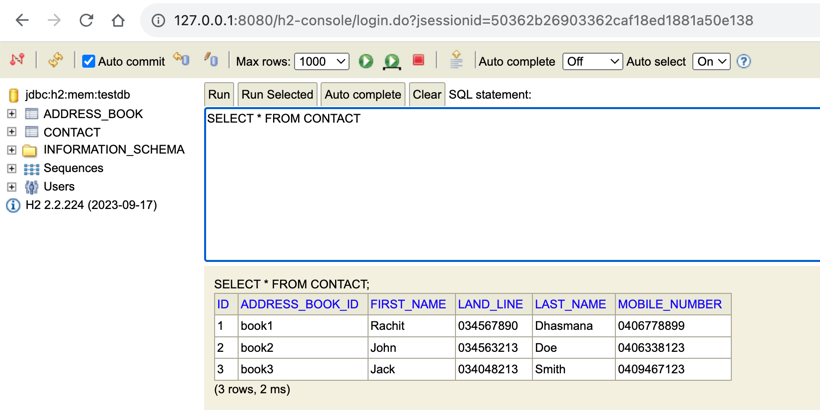 127.0.0.1:8080/h2-console/login.do?jsessionid=50362b26903362caf18ed1881a50e138
Auto commit Max rows: 1000 Auto complete Off Auto select On ?
jdbc:h2:mem:testdb
ADDRESS_BOOK
CONTACT
INFORMATION_SCHEMA
Sequences
Users
H2 2.2.224 (2023-09-17)
Run Run Selected Auto complete Clear SQL statement:
SELECT * FROM CONTACT
SELECT * FROM CONTACT;
ID ADDRESS_BOOK_ID FIRST_NAME LAND_LINE LAST_NAME MOBILE_NUMBER
1 book1 Rachit 034567890 Dhasmana 0406778899
2 book2 John 034563213 Doe 0406338123
3 book3 Jack 034048213 Smith 0409467123
(3 rows, 2 ms)